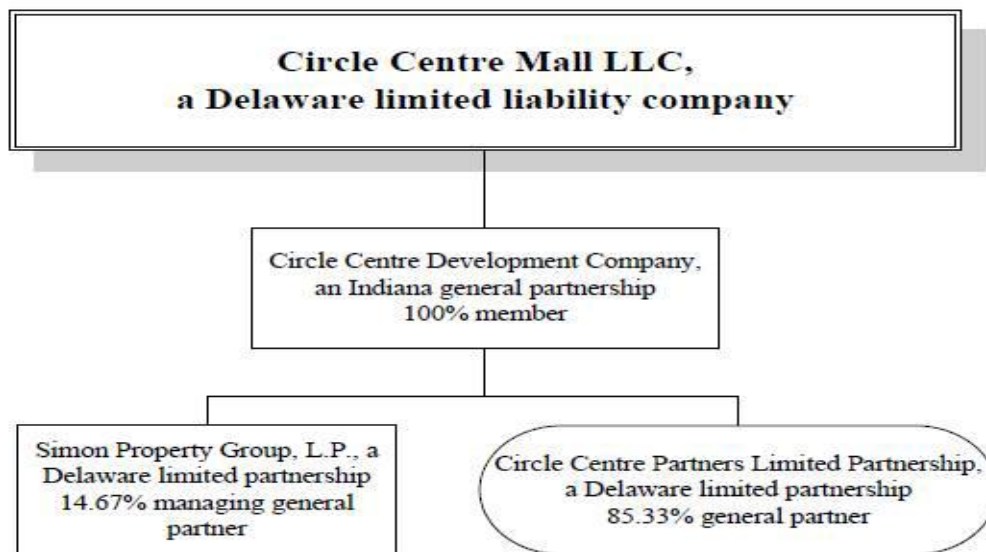 Circle Centre Mall LLC,
a Delaware limited liability company
Circle Centre Development Company,
an Indiana general partnership
100% member
Simon Property Group, L.P., a
Delaware limited partnership
14.67% managing general
partner
Circle Centre Partners Limited Partnership,
a Delaware limited partnership
85.33% general partner